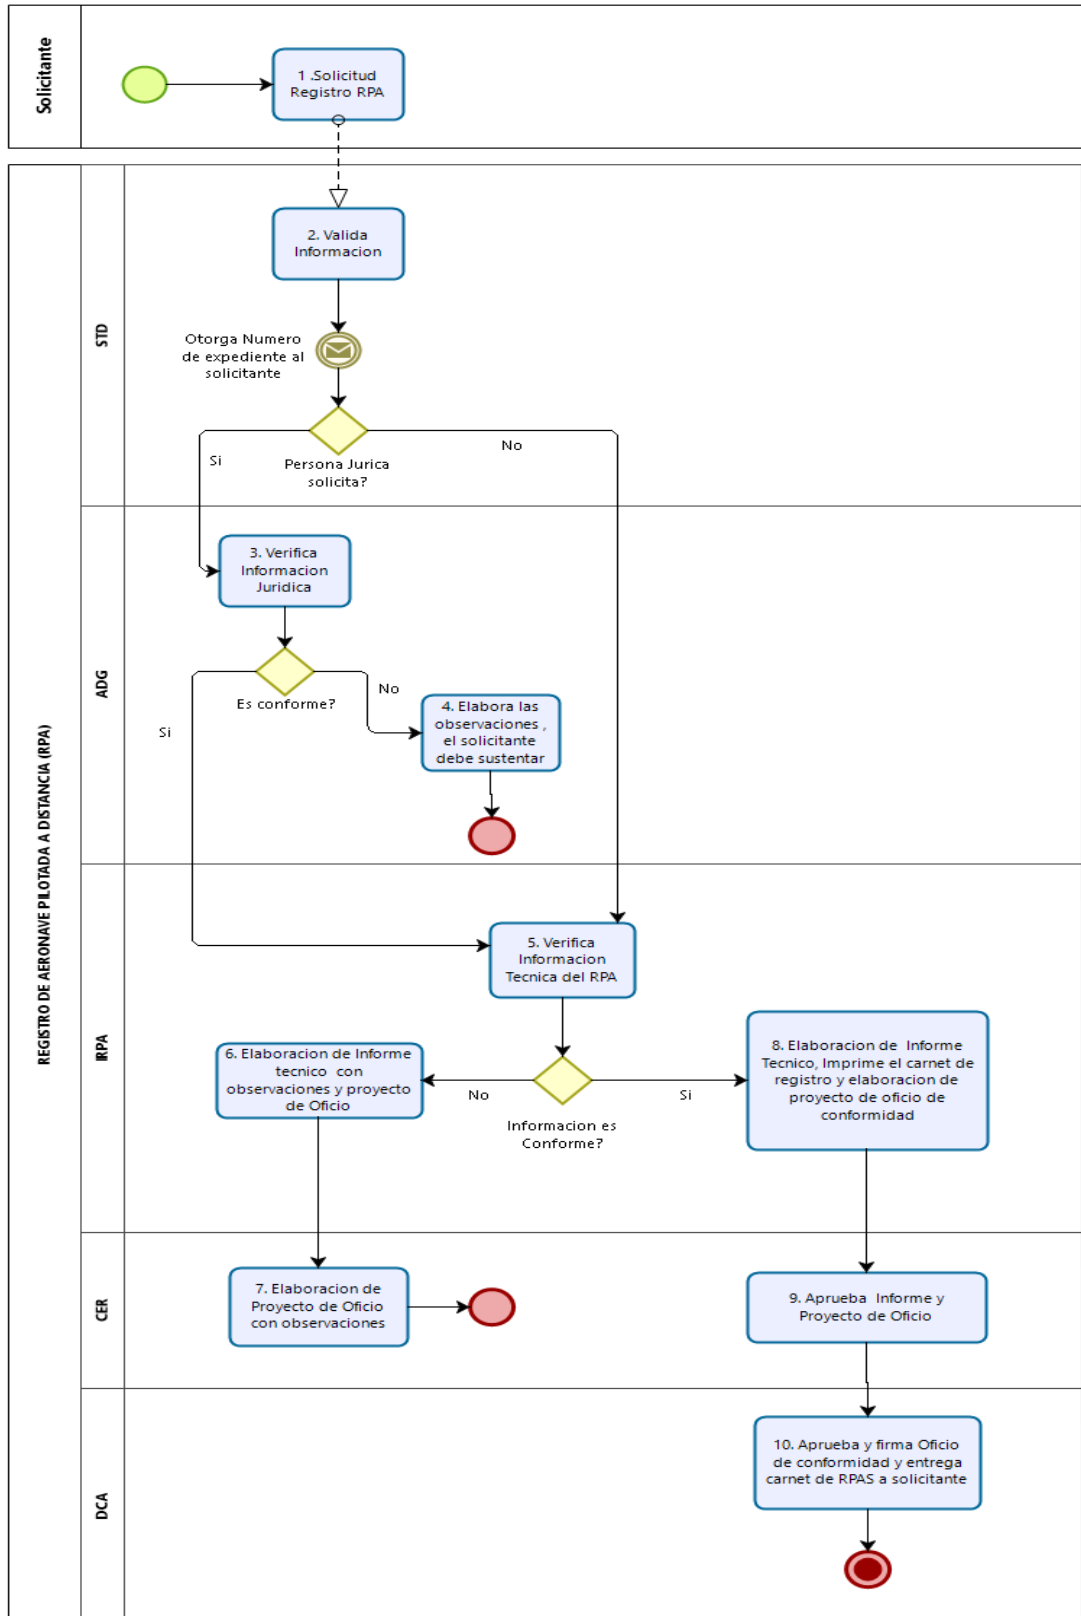 Solicitante
1 .Solicitud
Registro RPA
REGISTRO DE AERONAVE PILOTADA A DISTANCIA (RPA)
STD
2. Valida
Informacion
Otorga Numero
de expediente al
solicitante
Si
No
Persona Jurica
solicita?
ADG
3. Verifica
Informacion
Juridica
Es conforme?
No
Si
4. Elabora las
observaciones ,
el solicitante
debe sustentar
IRPA
5. Verifica
Informacion
Tecnica del RPA
6. Elaboracion de Informe
tecnico con
observaciones y proyecto
de Oficio
No
Si
Informacion es
Conforme?
8. Elaboracion de Informe
Tecnico, Imprime el carnet de
registro y elaboracion de
proyecto de oficio de
conformidad
CER
7. Elaboracion de
Proyecto de Oficio
con observaciones
9. Aprueba Informe y
Proyecto de Oficio
DCA
10. Aprueba y firma Oficio
de conformidad y entrega
carnet de RPAS a solicitante